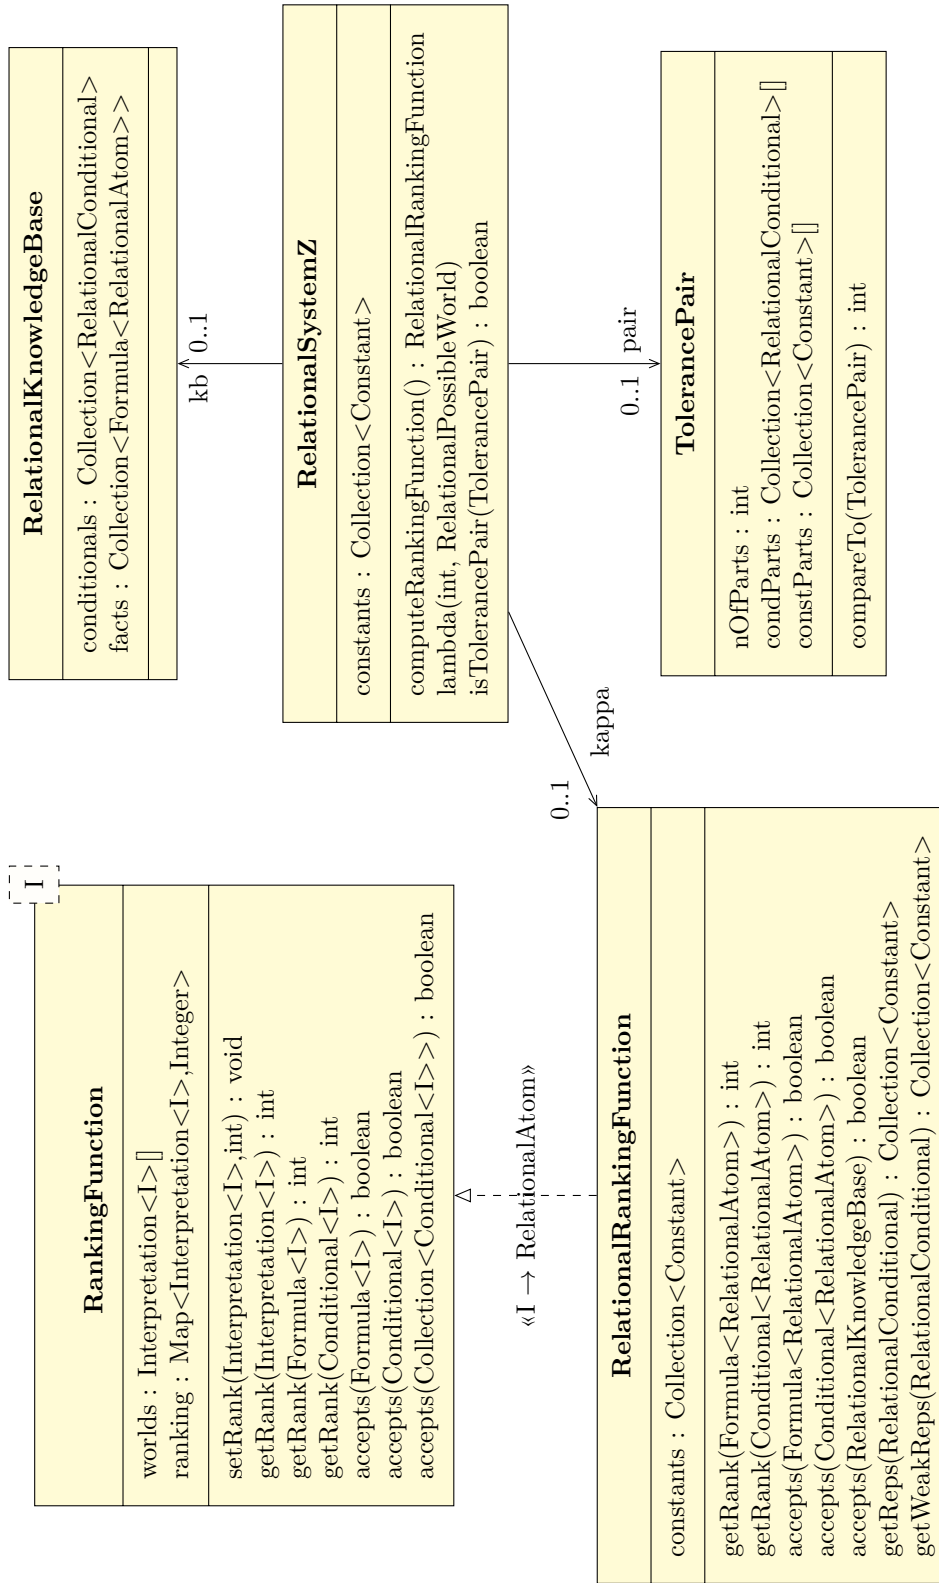 RankingFunction
I
worlds : Interpretation<I>[]
ranking : Map<Interpretation<I>,Integer>
setRank(Interpretation<I>,int) : void
getRank(Interpretation<I>) : int
getRank(Formula<I>) : int
getRank(Conditional<I>) : int
accepts(Formula<I>) : boolean
accepts(Conditional<I>) : boolean
accepts(Collection<Conditional<I>>) : boolean
«I → RelationalAtom»
RelationalRankingFunction
constants : Collection<Constant>
getRank(Formula<RelationalAtom>) : int
getRank(Conditional<RelationalAtom>) : int
accepts(Formula<RelationalAtom>) : boolean
accepts(Conditional<RelationalAtom>) : boolean
accepts(RelationalKnowledgeBase) : boolean
getReps(RelationalConditional) : Collection<Constant>
getWeakReps(RelationalConditional) : Collection<Constant>
RelationalKnowledgeBase
conditionals : Collection<RelationalConditional>
facts : Collection<Formula<RelationalAtom>>
kb 0..1
RelationalSystemZ
constants : Collection<Constant>
computeRankingFunction() : RelationalRankingFunction
lambda(int, RelationalPossibleWorld)
isTolerancePair(TolerancePair) : boolean
0..1
kappa
0..1 pair
TolerancePair
nOfParts : int
condParts : Collection<RelationalConditional>[]
constParts : Collection<Constant>[]
compareTo(TolerancePair) : int